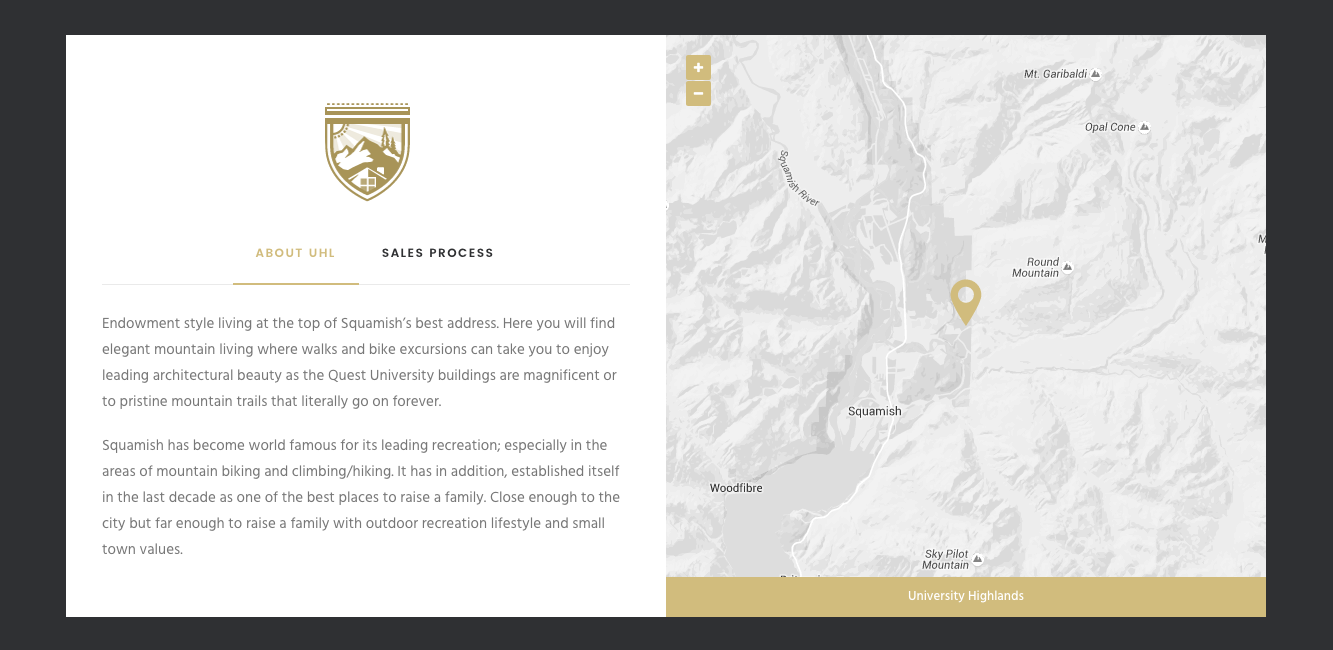 ABOUT UHL
SALES PROCESS
Endowment style living at the top of Squamish’s best address. Here you will find
elegant mountain living where walks and bike excursions can take you to enjoy
leading architectural beauty as the Quest University buildings are magnificent or
to pristine mountain trails that literally go on forever.
Squamish has become world famous for its leading recreation; especially in the
areas of mountain biking and climbing/hiking. It has in addition, established itself
in the last decade as one of the best places to raise a family. Close enough to the
city but far enough to raise a family with outdoor recreation lifestyle and small
town values.
+
−
Mt. Garibaldi
Opal Cone
Squamish River
Round
Mountain
Squamish
Woodfibre
Sky Pilot
Mountain
University Highlands